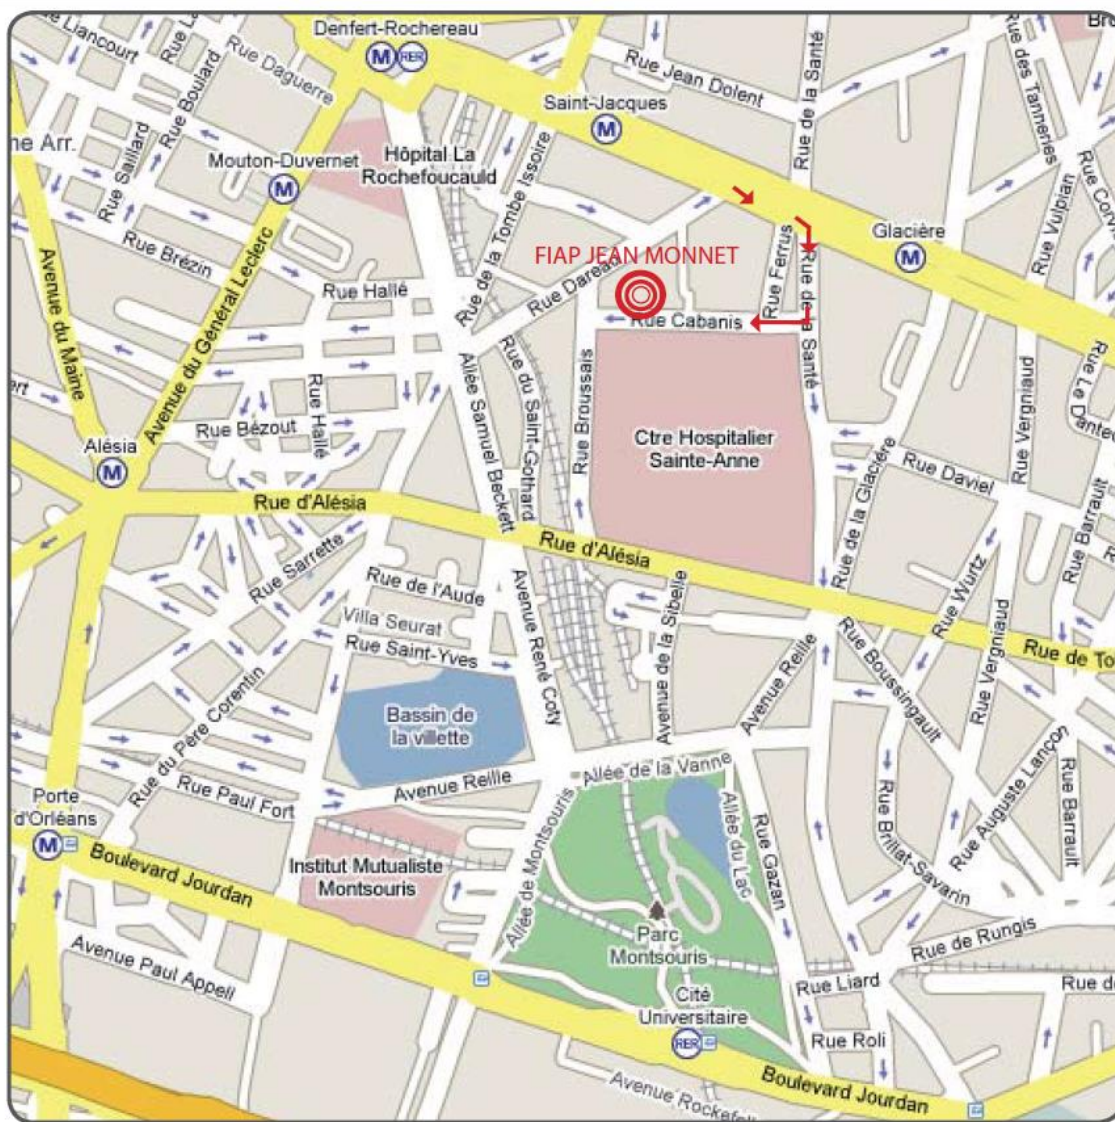 Denfert-Rochereau
M
RER
Rue Daguerre
Rue Liancourt
Rue Boulard
Rue Saillard
Rue Jean Dolent
Rue de la Santé
Rue des Tanneries
Saint-Jacques
M
Mouton-Duvernet
M
Hôpital La
Rochefoucauld
Rue de la Tombe Issoire
Rue Vulpian
Glacière
M
FIAP JEAN MONNET
Rue Dareau
Rue Ferrus
Rue de la Santé
Rue Cabanis
Rue Brézin
Rue Hallé
Avenue du Maine
Avenue du Général Leclerc
Rue Hallé
Rue Bézout
Alésia
M
Allée Samuel Beckett
Rue du Saint-Gothard
Rue Broussais
Ctre Hospitalier
Sainte-Anne
Rue de la Glacière
Rue Daviel
Rue Vergniaud
Rue Barrault
Rue d'Alésia
Rue d'Alésia
Rue Sarrette
Rue de l'Aude
Villa Seurat
Rue Saint-Yves
Avenue René Coty
Avenue de la Sibelle
Avenue Reille
Rue Boussingault
Rue Wurtz
Rue Vergniaud
Bassin de
la villette
Rue du Père Corentin
Rue Paul Fort
Avenue Reille
Allée de la Vanne
Allée de Montsouris
Allée du Lac
Rue Gazan
Rue Brillat-Savarin
Rue Auguste Lançon
Rue Barrault
Porte
d'Orléans
M
Boulevard Jourdan
Institut Mutualiste
Montsouris
Parc
Montsouris
Avenue Paul Appell
Cité
Universitaire
RER
Rue Liard
Rue de Rungis
Rue Roli
Boulevard Jourdan